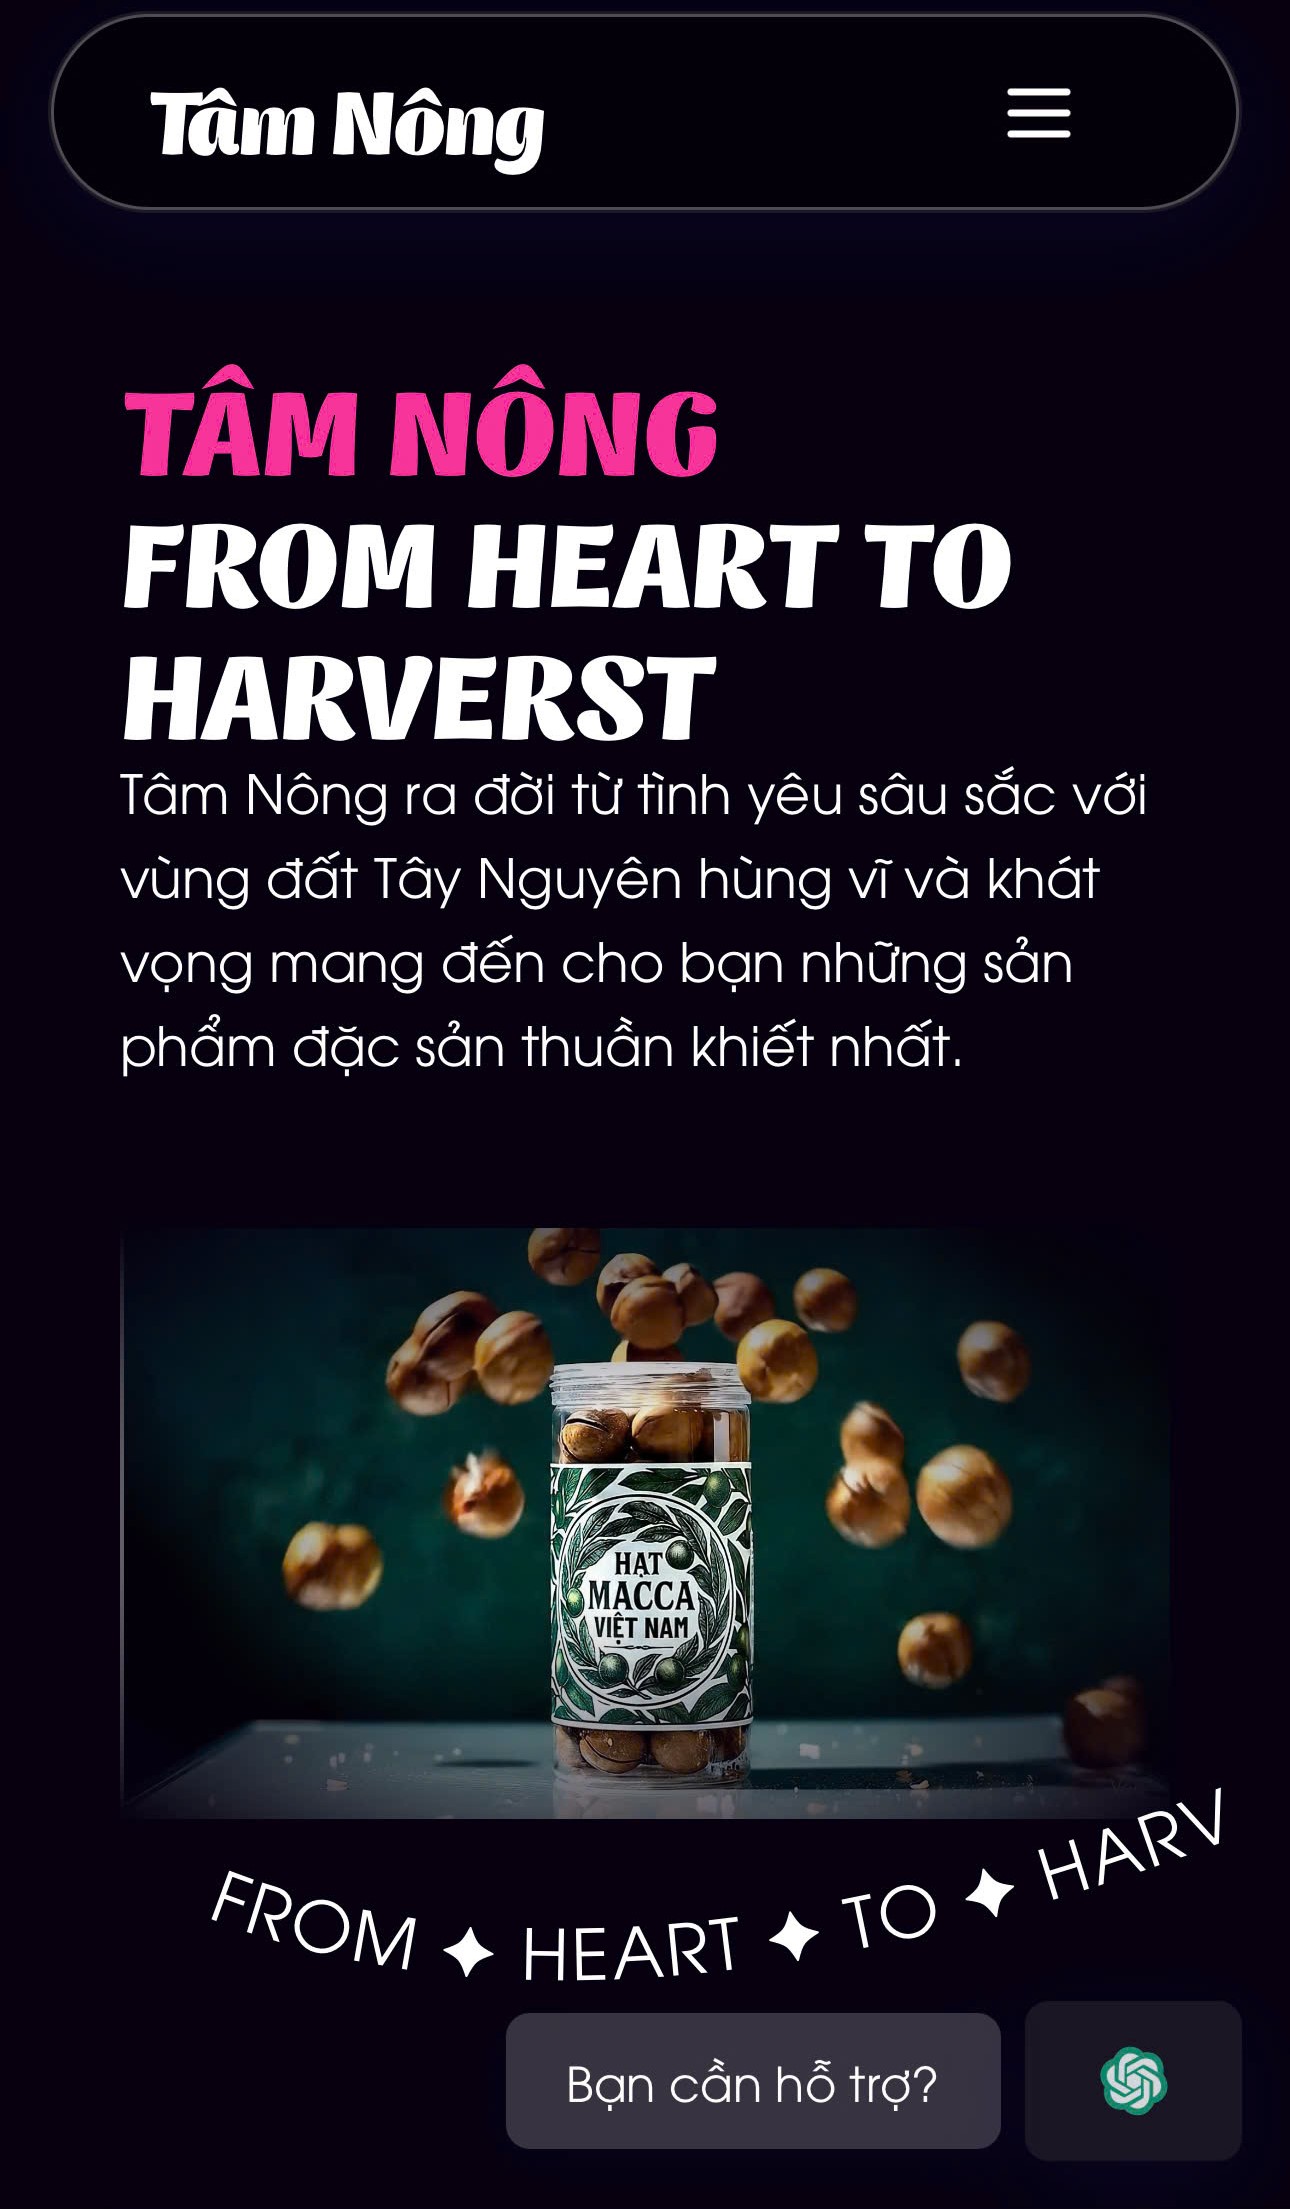 Tâm Nông
TÂM NÔNG
FROM HEART TO
HARVERST
Tâm Nông ra đời từ tình yêu sâu sắc với
vùng đất Tây Nguyên hùng vĩ và khát
vọng mang đến cho bạn những sản
phẩm đặc sản thuần khiết nhất.
HẠT
MACCA
VIỆT NAM
FROM ✦ HEART ✦ TO ✦ HARV
Bạn cần hỗ trợ?